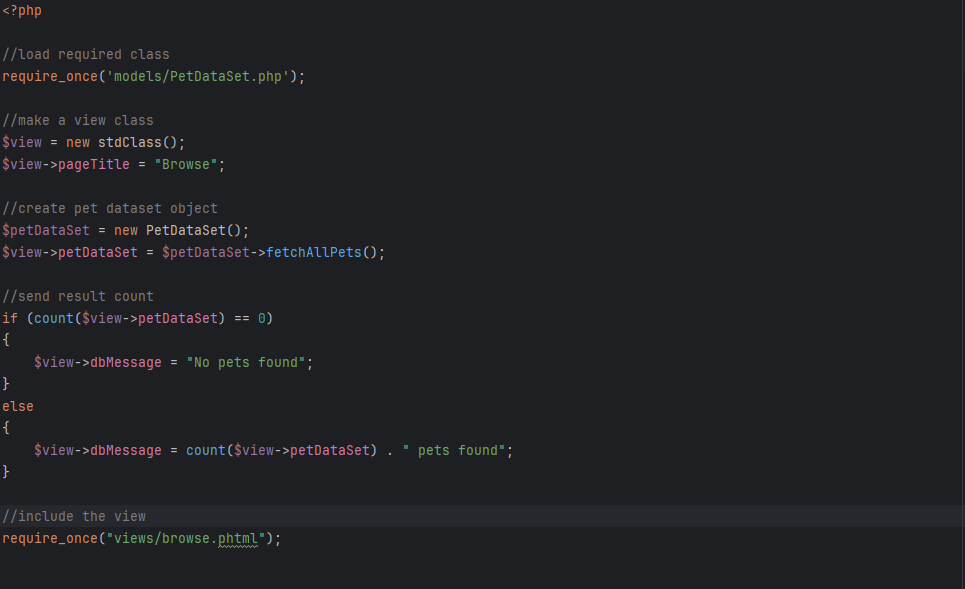 <?php
//load required class
require_once('models/PetDataSet.php');
//make a view class
$view = new stdClass();
$view->pageTitle = "Browse";
//create pet dataset object
$petDataSet = new PetDataSet();
$view->petDataSet = $petDataSet->fetchAllPets();
//send result count
if (count($view->petDataSet) == 0)
{
    $view->dbMessage = "No pets found";
}
else
{
    $view->dbMessage = count($view->petDataSet) . " pets found";
}
//include the view
require_once("views/browse.phtml");